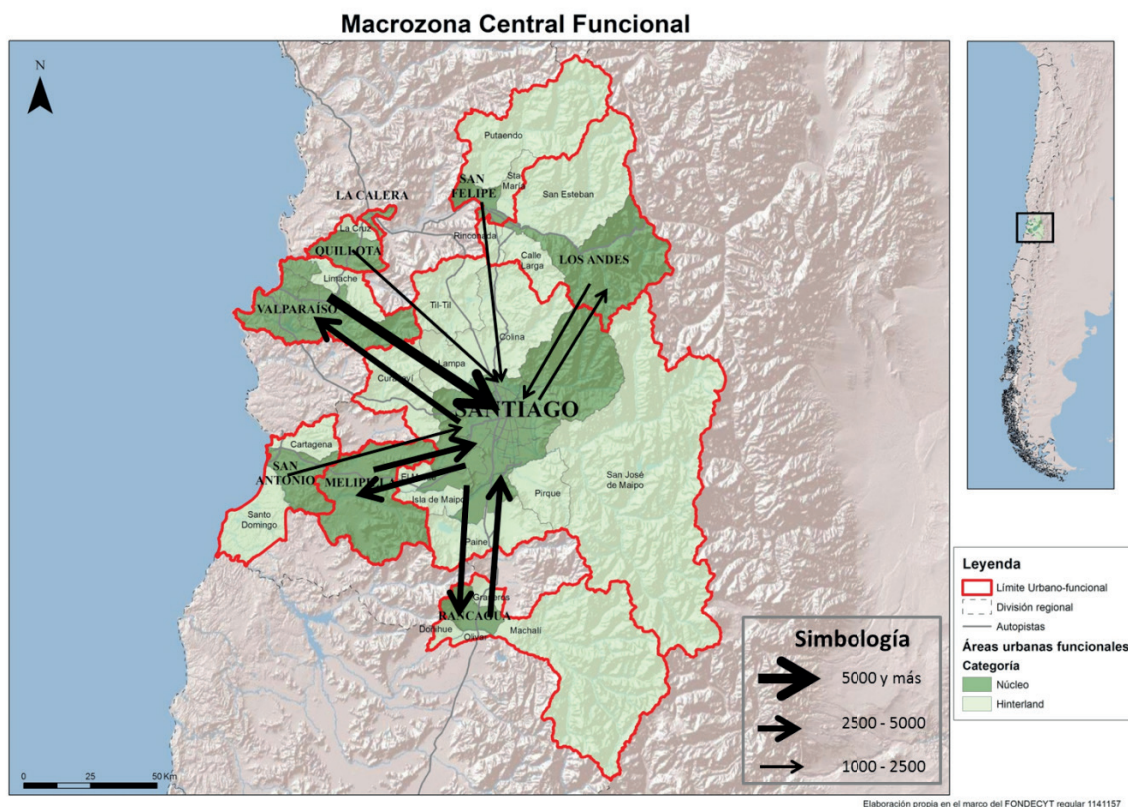 Macrozona Central Funcional
N
Putaendo
SAN
FELIPE
Sta
María
San Esteban
LA CALERA
La Cruz
QUILLOTA
Rinconada
Calle
Larga
LOS ANDES
Limache
VALPARAÍSO
Til-Til
Colina
Lampa
Curacaví
SANTIAGO
Cartagena
SAN
ANTONIO
MELIPILLA
Isla de Maipo
Pirque
San José
de Maipo
Santo
Domingo
Paine
Graneros
RANCAGUA
Doñihue
Olivar
Machalí
0 25 50 Km
Simbología
5000 y más
2500 - 5000
1000 - 2500
Leyenda
Límite Urbano-funcional
División regional
Autopistas
Áreas urbanas funcionales
Categoría
Núcleo
Hinterland
Elaboración propia en el marco del FONDECYT regular 1141157